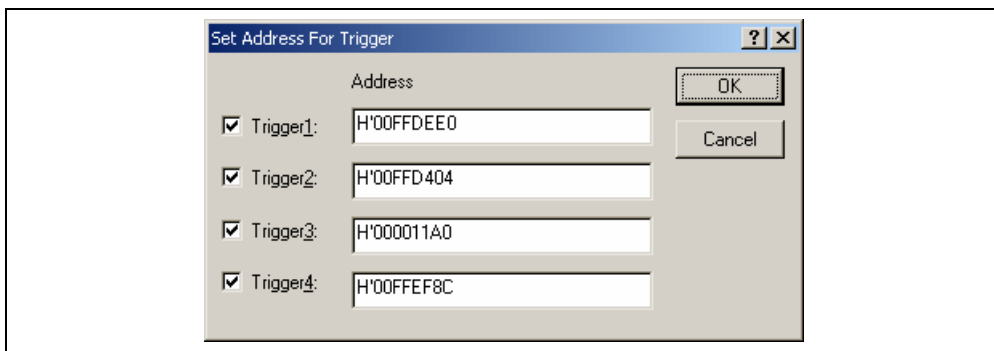 Set Address For Trigger
Address
OK
Trigger1: H'00FFDEE0
Cancel
Trigger2: H'00FFD404
Trigger3: H'000011A0
Trigger4: H'00FFEF8C